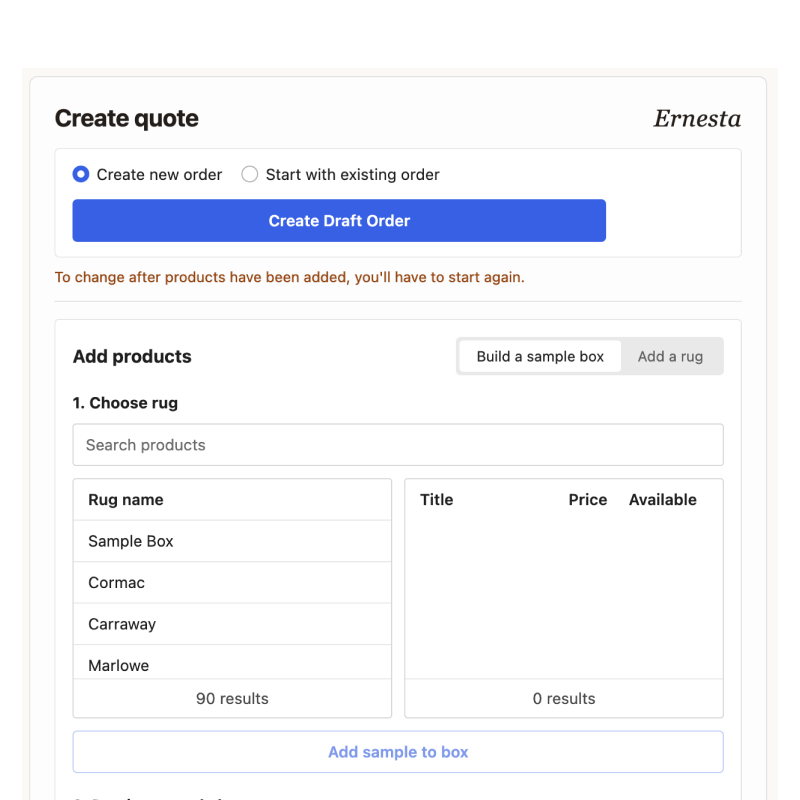 Create quote
Ernesta
Create new order
Start with existing order
Create Draft Order
To change after products have been added, you'll have to start again.
Add products
Build a sample box
Add a rug
1. Choose rug
Search products
Rug name
Sample Box
Cormac
Carraway
Marlowe
90 results
Title Price Available
0 results
Add sample to box